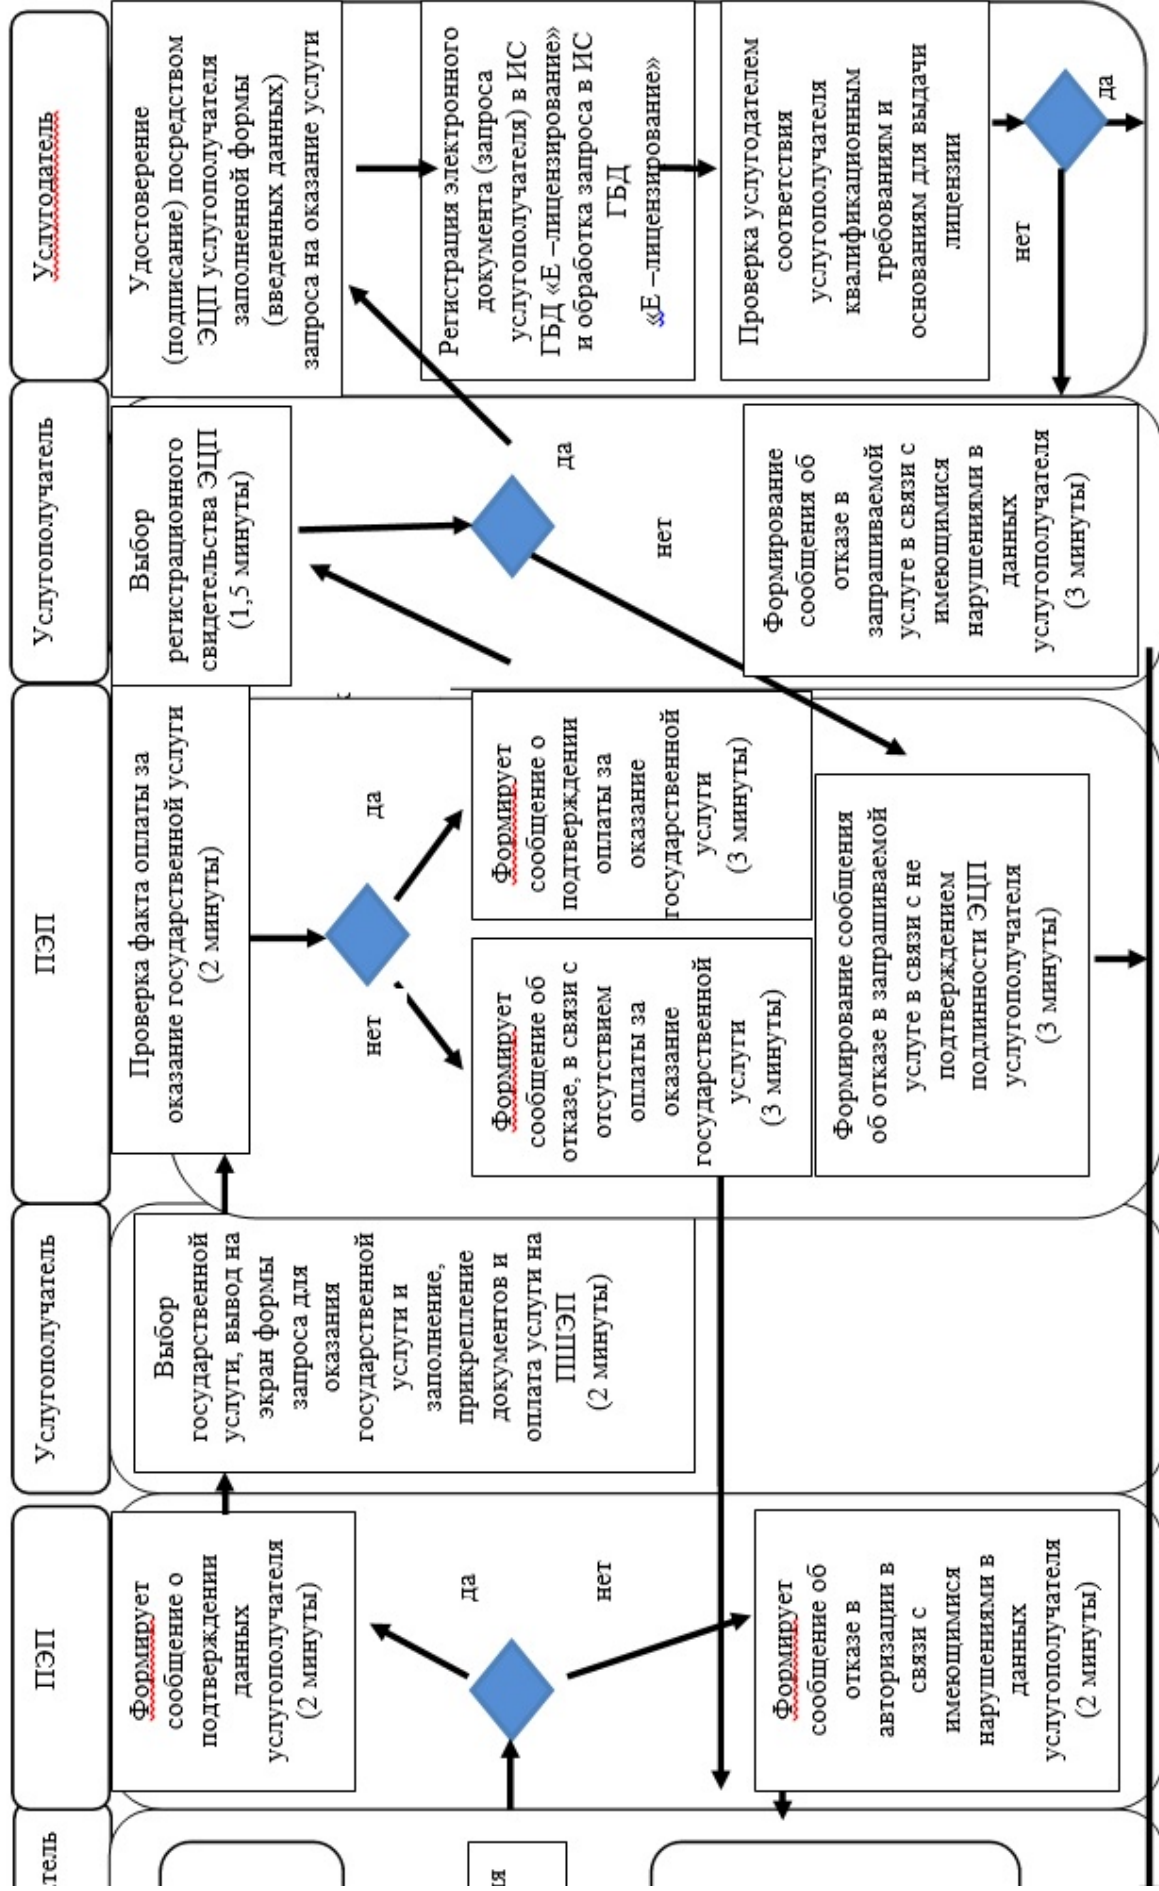 тель
ПЭП
Услугополучатель
ПЭП
Услугополучатель
Услугодатель
ия
Формирует
сообщение о
подтверждении
данных
услугополучателя
(2 минуты)
да
нет
Формирует
сообщение об
отказе в
авторизации в
связи с
имеющимися
нарушениями в
данных
услугополучателя
(2 минуты)
Выбор
государственной
услуги, вывод на
экран формы
запроса для
оказания
государственной
услуги и
заполнение,
прикрепление
документов и
оплата услуги на
ПШЭП
(2 минуты)
Проверка факта оплаты за
оказание государственной услуги
(2 минуты)
нет
да
Формирует
сообщение об
отказе, в связи с
отсутствием
оплаты за
оказание
государственной
услуги
(3 минуты)
Формирует
сообщение о
подтверждении
оплаты за
оказание
государственной
услуги
(3 минуты)
Формирование сообщения
об отказе в запрашиваемой
услуге в связи с не
подтверждением
подлинности ЭЦП
услугополучателя
(3 минуты)
Выбор
регистрационного
свидетельства ЭЦП
(1,5 минуты)
да
нет
Формирование
сообщения об
отказе в
запрашиваемой
услуге в связи с
имеющимися
нарушениями в
данных
услугополучателя
(3 минуты)
Удостоверение
(подписание) посредством
ЭЦП услугополучателя
заполненной формы
(введенных данных)
запроса на оказание услуги
Регистрация электронного
документа (запроса
услугополучателя) в ИС
ГБД «Е –лицензирование»
и обработка запроса в ИС
ГБД
«Е –лицензирование»
Проверка услугодателем
соответствия
услугополучателя
квалификационным
требованиям и
основаниям для выдачи
лицензии
нет
да